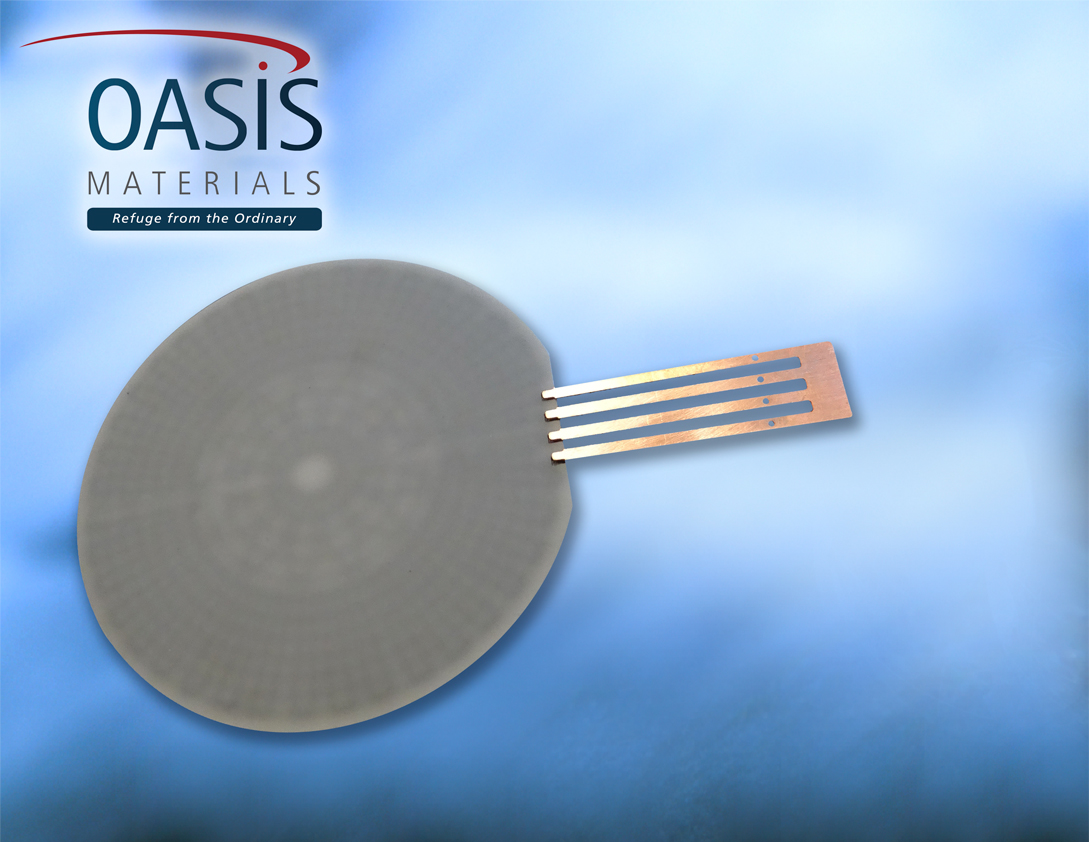 OASiS
MATERIALS
Refuge from the Ordinary